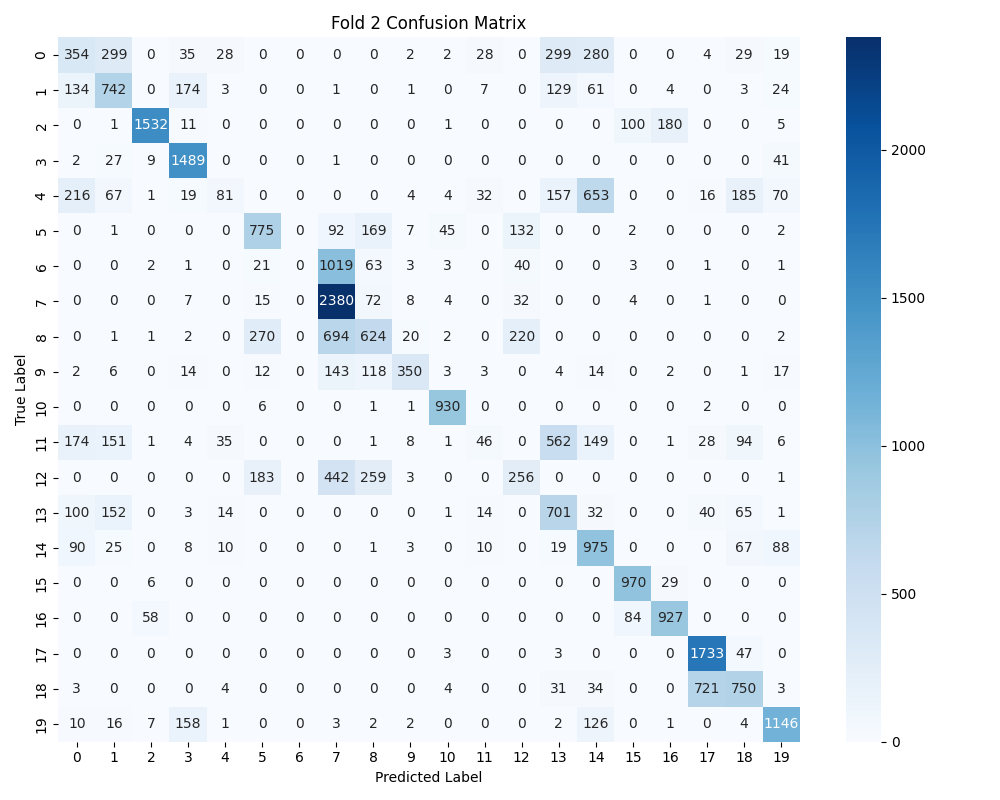 Fold 2 Confusion Matrix
0 354 299 0 35 28 0 0 0 0 2 2 28 0 299 280 0 0 4 29 19
1 134 742 0 174 3 0 0 1 0 1 0 7 0 129 61 0 4 0 3 24
2 0 1 1532 11 0 0 0 0 0 0 1 0 0 0 0 100 180 0 0 5
3 2 27 9 1489 0 0 0 1 0 0 0 0 0 0 0 0 0 0 0 41
4 216 67 1 19 81 0 0 0 0 4 4 32 0 157 653 0 0 16 185 70
5 0 1 0 0 0 775 0 92 169 7 45 0 132 0 0 2 0 0 0 2
6 0 0 2 1 0 21 0 1019 63 3 3 0 40 0 0 3 0 1 0 1
7 0 0 0 7 0 15 0 2380 72 8 4 0 32 0 0 4 0 1 0 0
8 0 1 1 2 0 270 0 694 624 20 2 0 220 0 0 0 0 0 0 2
9 2 6 0 14 0 12 0 143 118 350 3 3 0 4 14 0 2 0 1 17
10 0 0 0 0 0 6 0 0 1 1 930 0 0 0 0 0 0 2 0 0
11 174 151 1 4 35 0 0 0 1 8 1 46 0 562 149 0 1 28 94 6
12 0 0 0 0 0 183 0 442 259 3 0 0 256 0 0 0 0 0 0 1
13 100 152 0 3 14 0 0 0 0 0 1 14 0 701 32 0 0 40 65 1
14 90 25 0 8 10 0 0 0 1 3 0 10 0 19 975 0 0 0 67 88
15 0 0 6 0 0 0 0 0 0 0 0 0 0 0 0 970 29 0 0 0
16 0 0 58 0 0 0 0 0 0 0 0 0 0 0 0 84 927 0 0 0
17 0 0 0 0 0 0 0 0 0 0 3 0 0 3 0 0 0 1733 47 0
18 3 0 0 0 4 0 0 0 0 0 4 0 0 31 34 0 0 721 750 3
19 10 16 7 158 1 0 0 3 2 2 0 0 0 2 126 0 1 0 4 1146
0 1 2 3 4 5 6 7 8 9 10 11 12 13 14 15 16 17 18 19
Predicted Label
True Label
2000
1500
1000
500
0